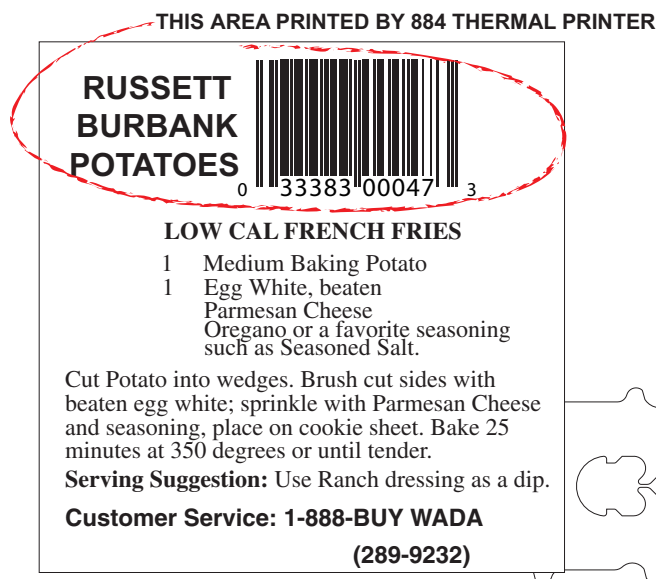 THIS AREA PRINTED BY 884 THERMAL PRINTER
RUSSETT
BURBANK
POTATOES
0 33383 00047 3
LOW CAL FRENCH FRIES
1 Medium Baking Potato
1 Egg White, beaten
Parmesan Cheese
Oregano or a favorite seasoning
such as Seasoned Salt.
Cut Potato into wedges. Brush cut sides with
beaten egg white; sprinkle with Parmesan Cheese
and seasoning, place on cookie sheet. Bake 25
minutes at 350 degrees or until tender.
Serving Suggestion: Use Ranch dressing as a dip.
Customer Service: 1-888-BUY WADA
(289-9232)